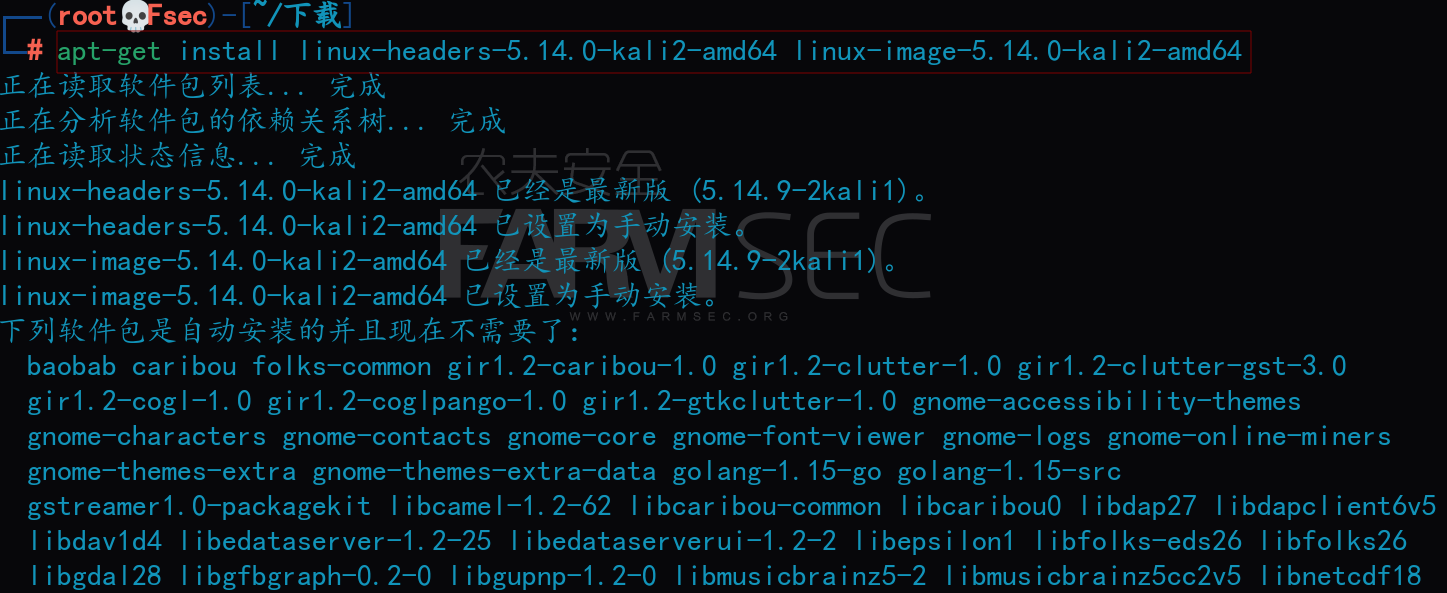 ┌──(root💀Fsec)-[~/下载]
└─# apt-get install linux-headers-5.14.0-kali2-amd64 linux-image-5.14.0-kali2-amd64
正在读取软件包列表... 完成
正在分析软件包的依赖关系树... 完成
正在读取状态信息... 完成
linux-headers-5.14.0-kali2-amd64 已经是最新版 (5.14.9-2kali1)。
linux-headers-5.14.0-kali2-amd64 已设置为手动安装。
linux-image-5.14.0-kali2-amd64 已经是最新版 (5.14.9-2kali1)。
linux-image-5.14.0-kali2-amd64 已设置为手动安装。
下列软件包是自动安装的并且现在不需要了：
baobab caribou folks-common gir1.2-caribou-1.0 gir1.2-clutter-1.0 gir1.2-clutter-gst-3.0
gir1.2-cogl-1.0 gir1.2-coglpango-1.0 gir1.2-gtkclutter-1.0 gnome-accessibility-themes
gnome-characters gnome-contacts gnome-core gnome-font-viewer gnome-logs gnome-online-miners
gnome-themes-extra gnome-themes-extra-data golang-1.15-go golang-1.15-src
gstreamer1.0-packagekit libcamel-1.2-62 libcaribou-common libcaribou0 libdap27 libdapclient6v5
libdav1d4 libedataserver-1.2-25 libedataserverui-1.2-2 libepsilon1 libfolks-eds26 libfolks26
libgdal28 libgfbgraph-0.2-0 libgupnp-1.2-0 libmusicbrainz5-2 libmusicbrainz5cc2v5 libnetcdf18
农夫安全
FARMSEC
WWW.FARMSEC.ORG